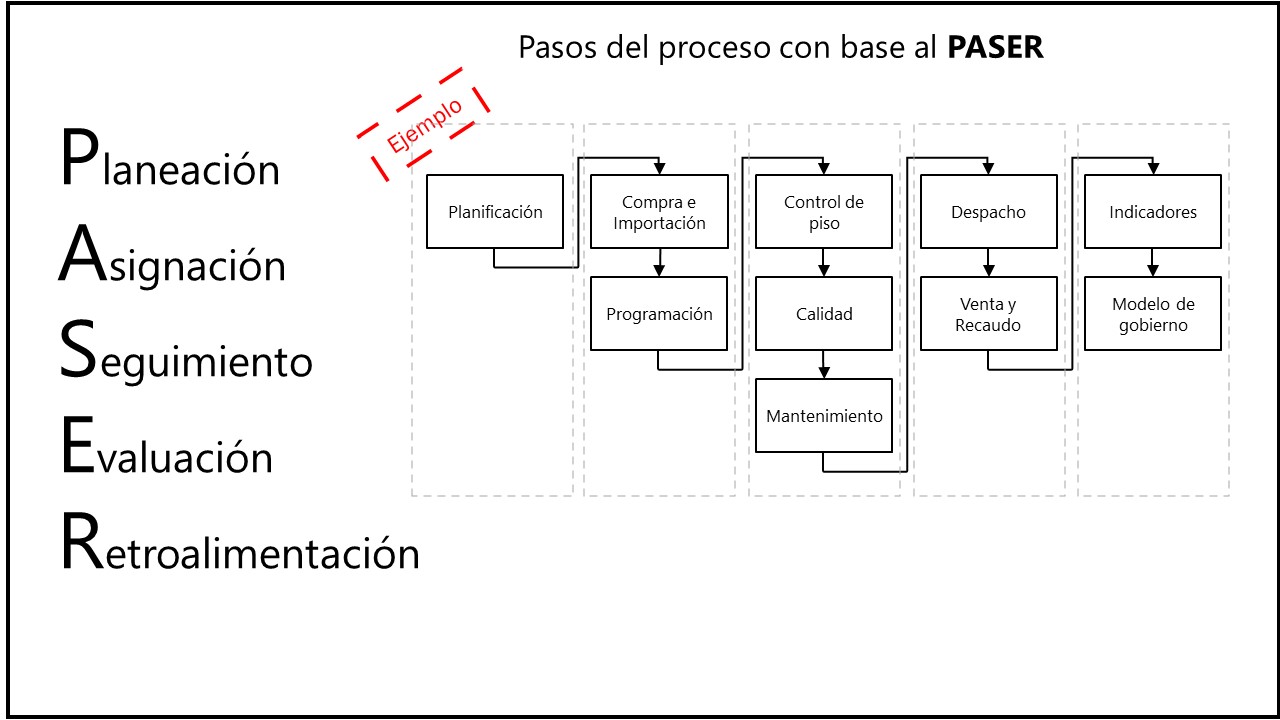 Pasos del proceso con base al PASER
Ejemplo
Planeación
Asignación
Seguimiento
Evaluación
Retroalimentación
Planificación
Compra e
Importación
Programación
Control de
piso
Calidad
Mantenimiento
Despacho
Venta y
Recaudo
Indicadores
Modelo de
gobierno